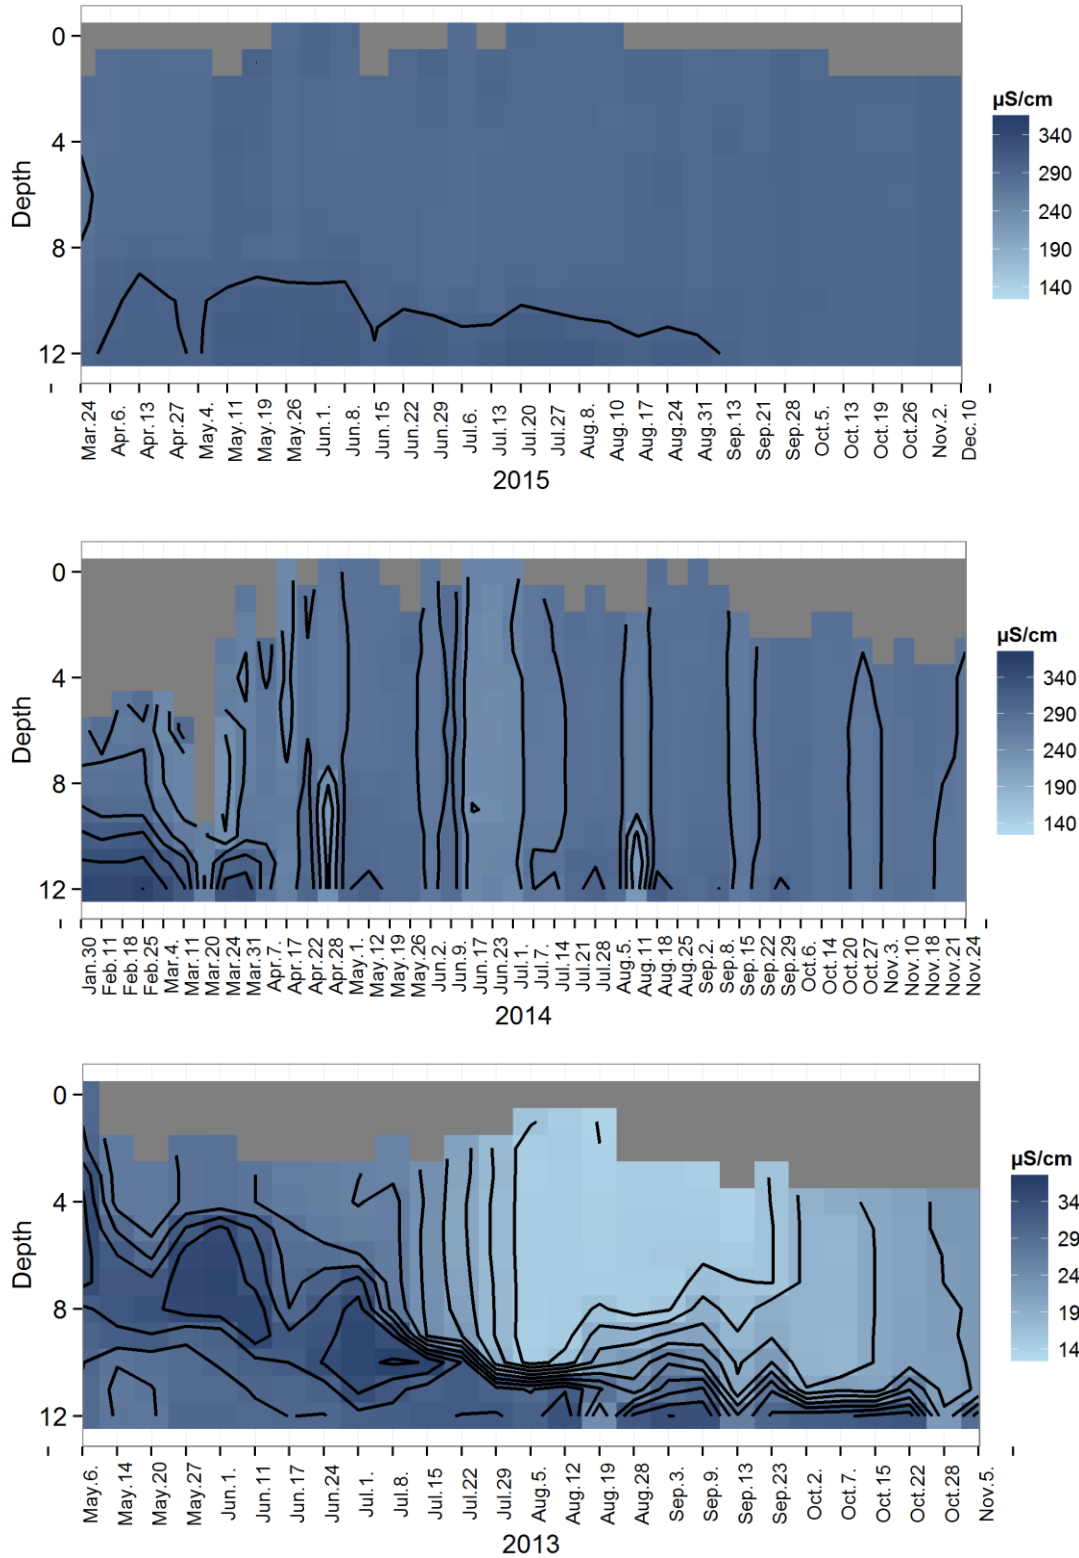 µS/cm
0
4
8
12
Depth
340
290
240
190
140
Mar.24
Apr.6.
Apr.13
Apr.27
May.4.
May.11
May.19
May.26
Jun.1.
Jun.8.
Jun.15
Jun.22
Jun.29
Jul.6.
Jul.13
Jul.20
Jul.27
Aug.8.
Aug.10
Aug.17
Aug.24
Aug.31
Sep.13
Sep.21
Sep.28
Oct.5.
Oct.13
Oct.19
Oct.26
Nov.2.
Dec.10
2015
µS/cm
0
4
8
12
Depth
340
290
240
190
140
Jan.30
Feb.11
Feb.18
Feb.25
Mar.4.
Mar.11
Mar.20
Mar.24
Mar.31
Apr.7.
Apr.17
Apr.22
Apr.28
May.1.
May.12
May.19
May.26
Jun.2.
Jun.9.
Jun.17
Jun.23
Jul.1.
Jul.7.
Jul.14
Jul.21
Jul.28
Aug.5.
Aug.11
Aug.18
Aug.25
Sep.2.
Sep.8.
Sep.15
Sep.22
Sep.29
Oct.6.
Oct.14
Oct.20
Oct.27
Nov.3.
Nov.10
Nov.18
Nov.21
Nov.24
2014
µS/cm
0
4
8
12
Depth
34
29
24
19
14
May.6.
May.14
May.20
May.27
Jun.1.
Jun.11
Jun.17
Jun.24
Jul.1.
Jul.8.
Jul.15
Jul.22
Jul.29
Aug.5.
Aug.12
Aug.19
Aug.28
Sep.3.
Sep.9.
Sep.13
Sep.23
Oct.2.
Oct.7.
Oct.15
Oct.22
Oct.28
Nov.5.
2013